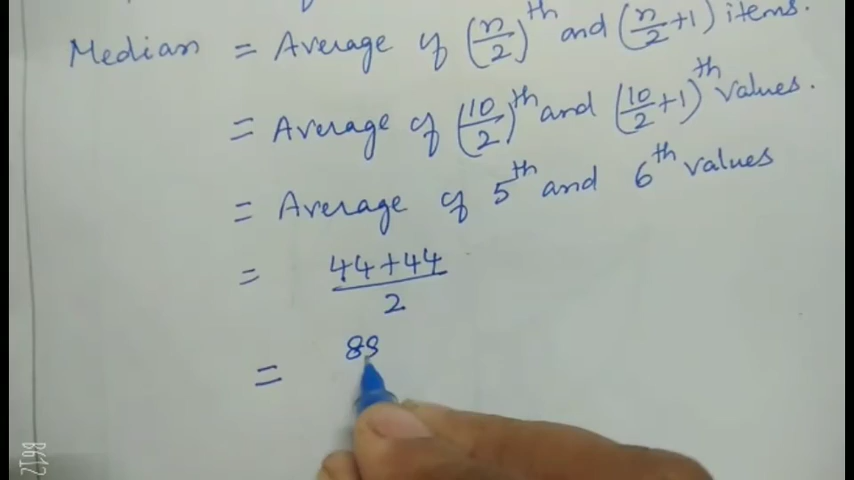 Median = Average of (n/2)th and (n/2 +1) items.
= Average of (10/2)th and (10/2 +1)th values.
= Average of 5th and 6th values
= 44+44/2
= 88
B612